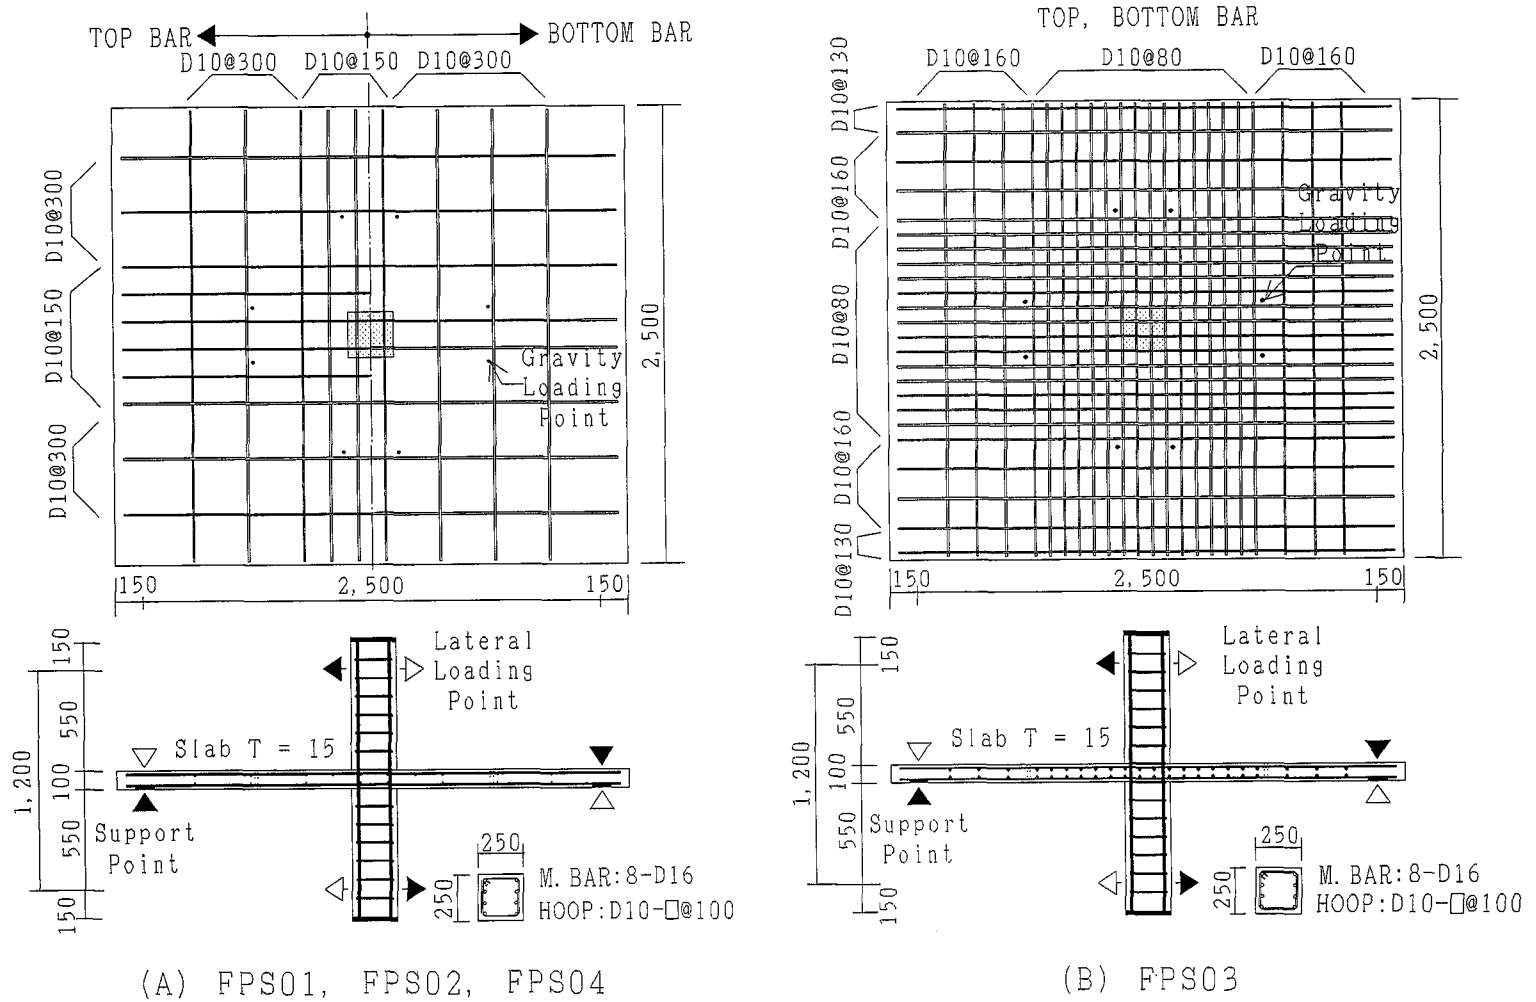 TOP BAR
BOTTOM BAR
D10@300
D10@150
D10@300
D10@300
D10@150
D10@300
Gravity
Loading
Point
2,500
150
2,500
150
Lateral
Loading
Point
Slab T = 15
Support
Point
150
550
100
550
150
1,200
250
250
M. BAR:8-D16
HOOP:D10-□@100
(A) FPS01, FPS02, FPS04
TOP, BOTTOM BAR
D10@160
D10@80
D10@160
D10@130
D10@160
D10@80
D10@160
D10@130
Gravity
Loading
Point
2,500
150
2,500
150
Lateral
Loading
Point
Slab T = 15
Support
Point
150
550
100
550
150
1,200
250
250
M. BAR:8-D16
HOOP:D10-□@100
(B) FPS03